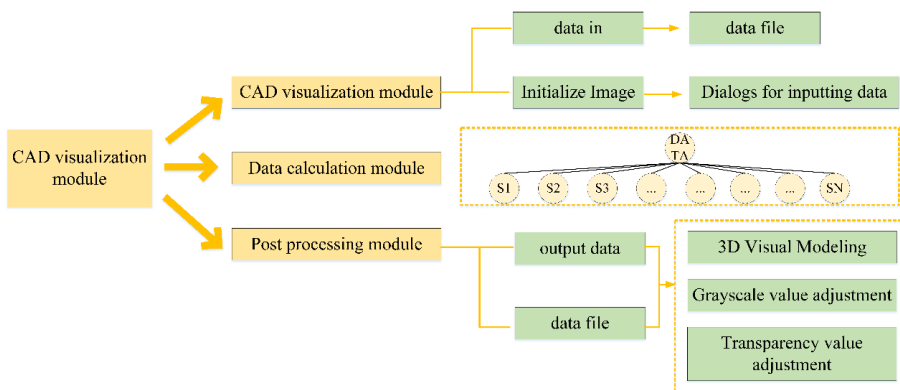 data in
data file
CAD visualization module
Initialize Image
Dialogs for inputting data
CAD visualization
module
Data calculation module
DA
TA
S1
S2
S3
...
...
...
...
SN
Post processing module
output data
data file
3D Visual Modeling
Grayscale value adjustment
Transparency value
adjustment